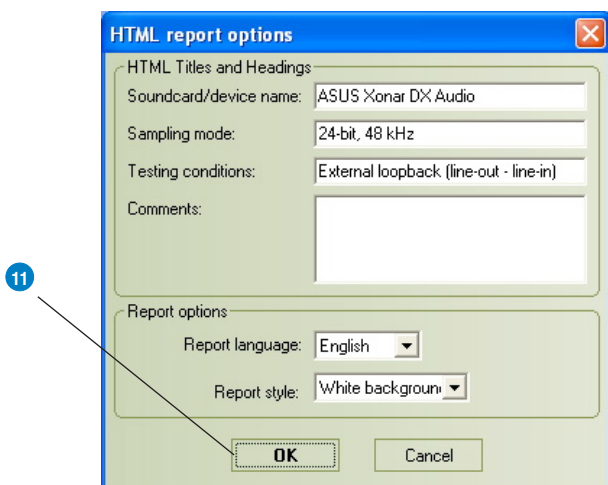 HTML report options
HTML Titles and Headings
Soundcard/device name: ASUS Xonar DX Audio
Sampling mode: 24-bit, 48 kHz
Testing conditions: External loopback (line-out - line-in)
Comments:
11
Report options
Report language: English
Report style: White background
OK Cancel